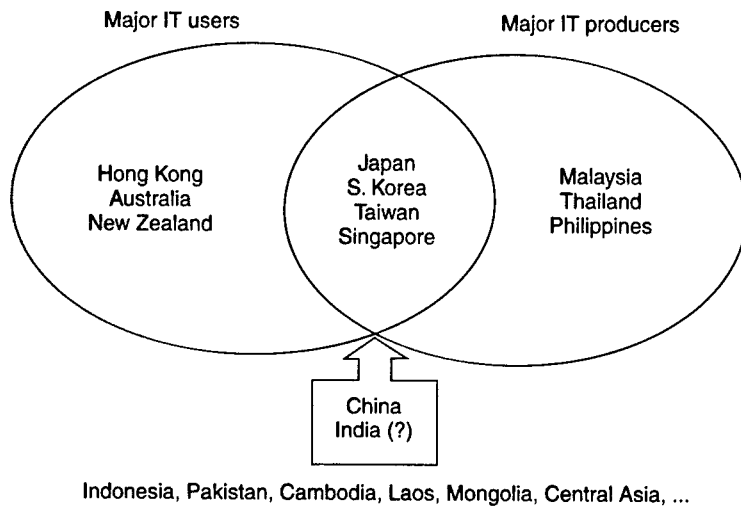 Major IT users
Major IT producers
Hong Kong
Australia
New Zealand
Japan
S. Korea
Taiwan
Singapore
Malaysia
Thailand
Philippines
China
India (?)
Indonesia, Pakistan, Cambodia, Laos, Mongolia, Central Asia, ...